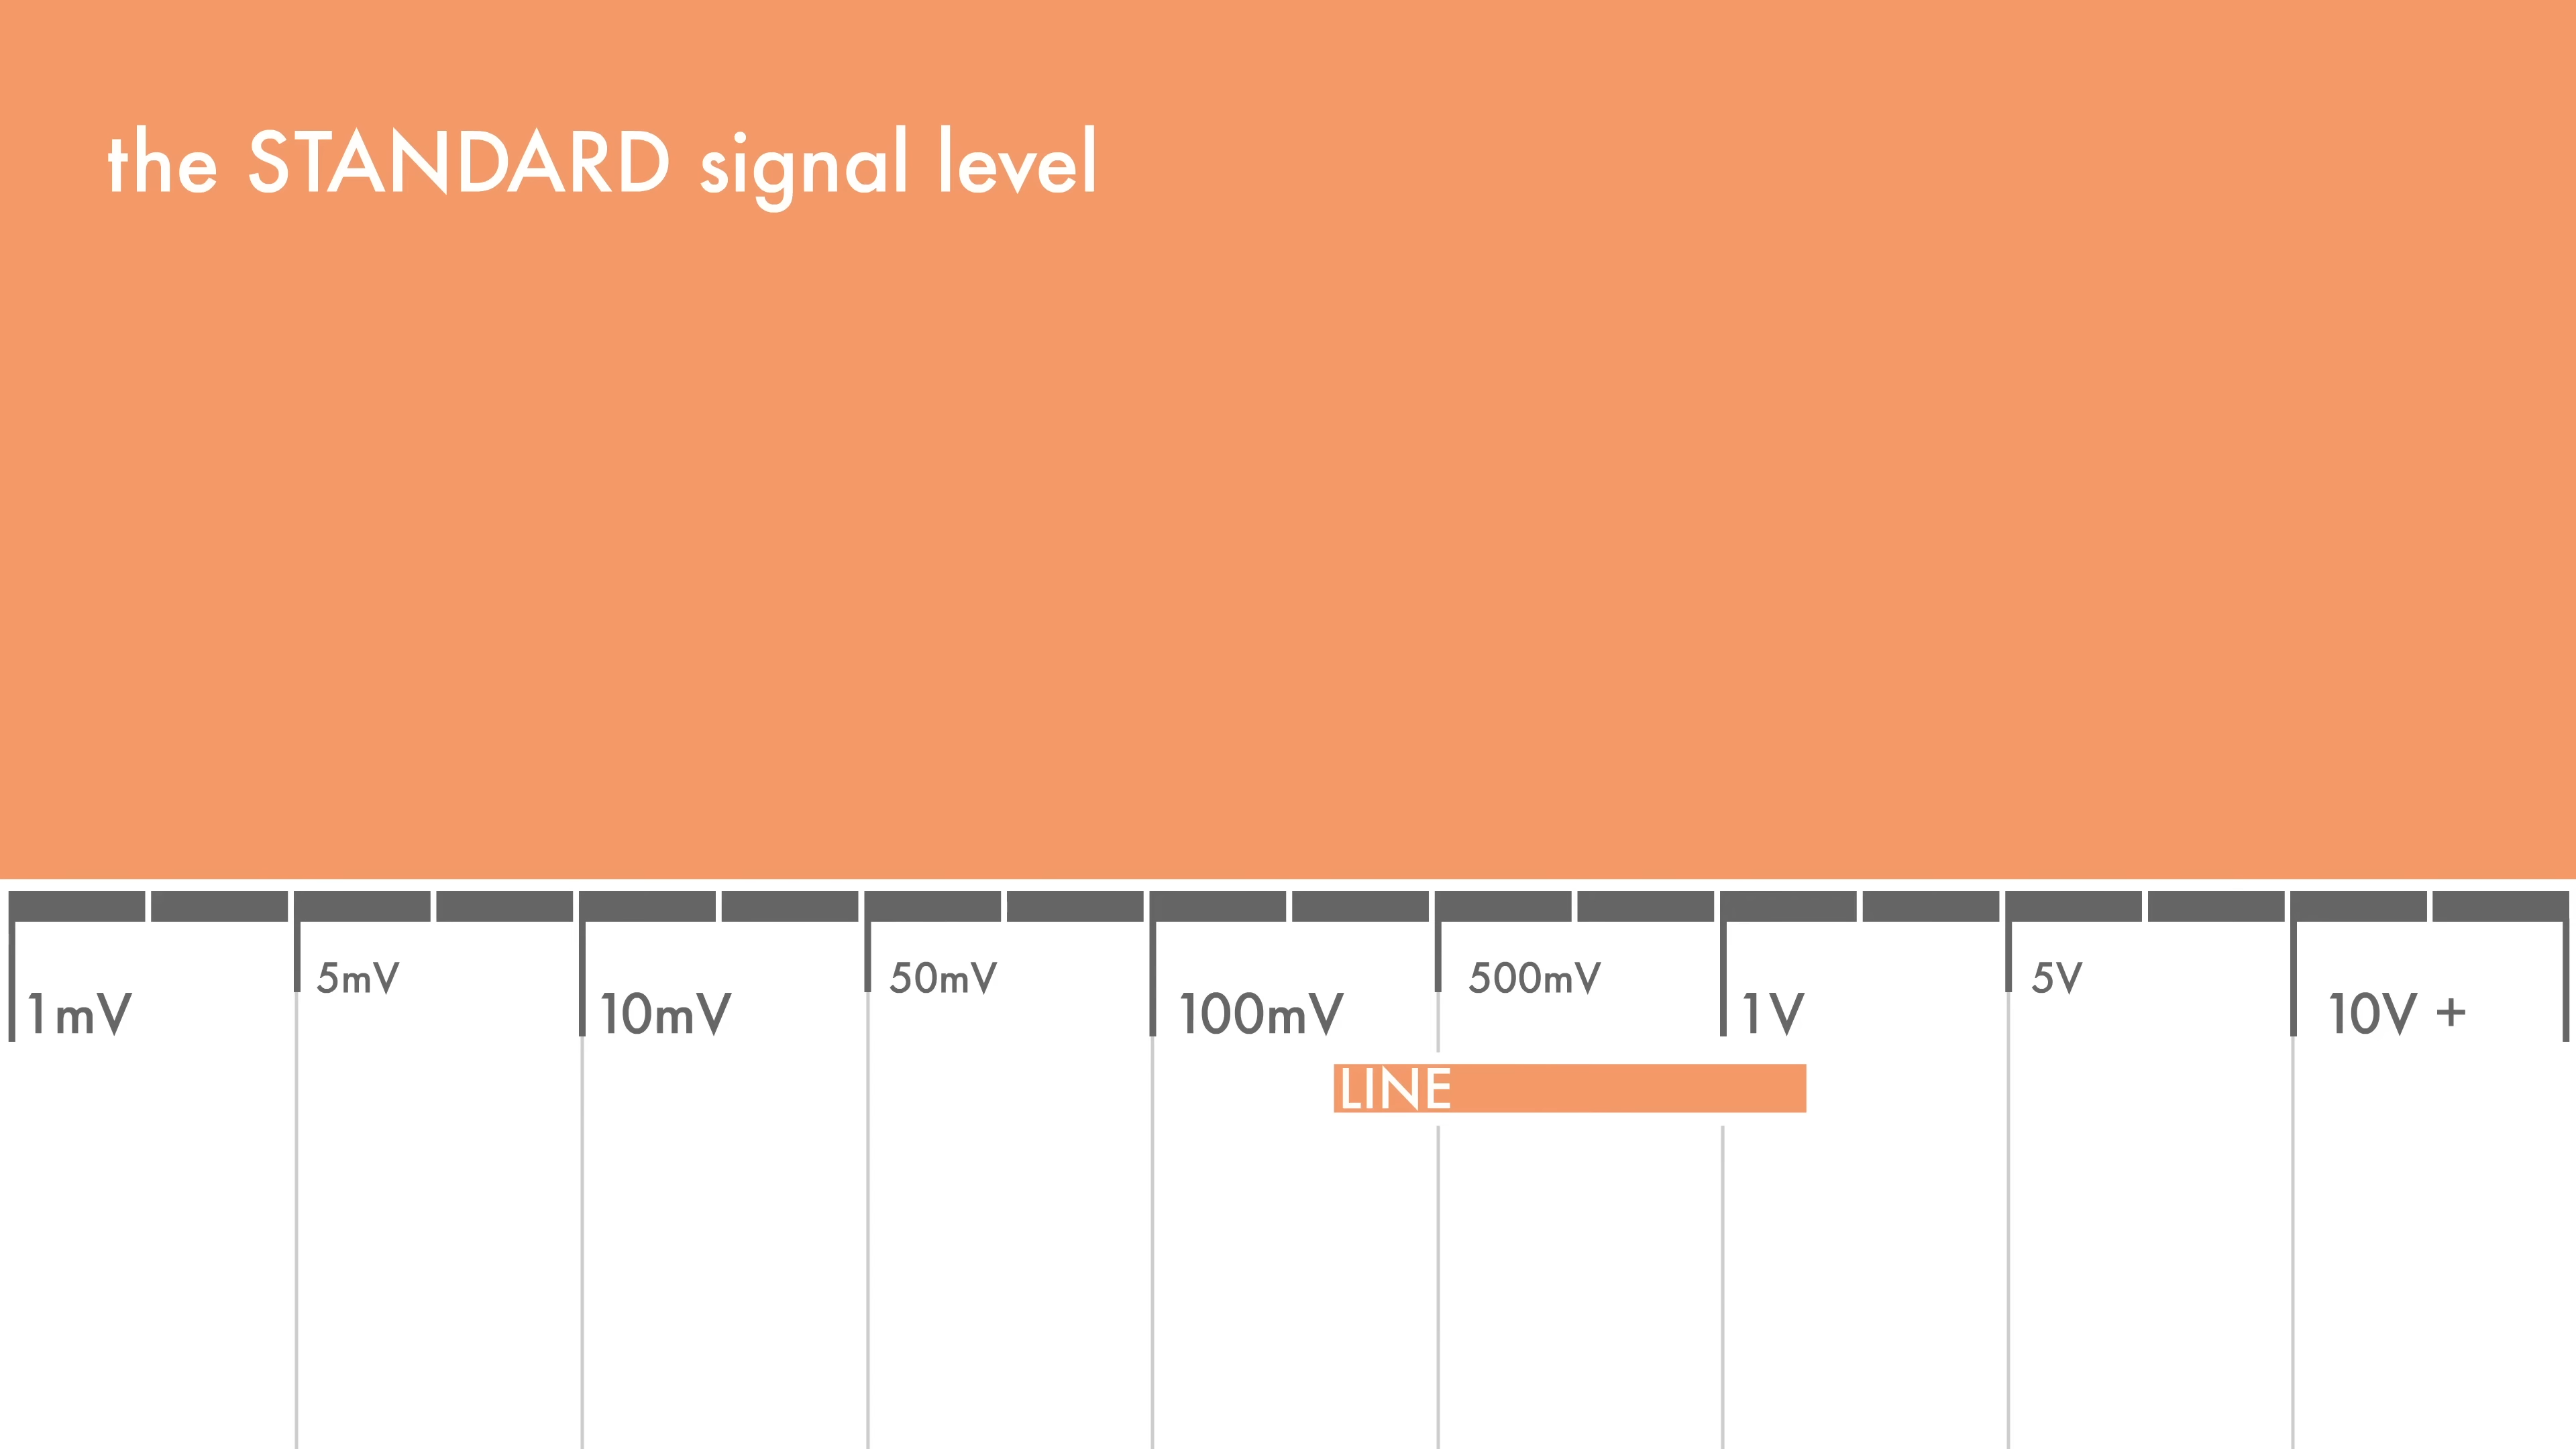 the STANDARD signal level
1mV
5mV
10mV
50mV
100mV
500mV
1V
5V
10V +
LINE